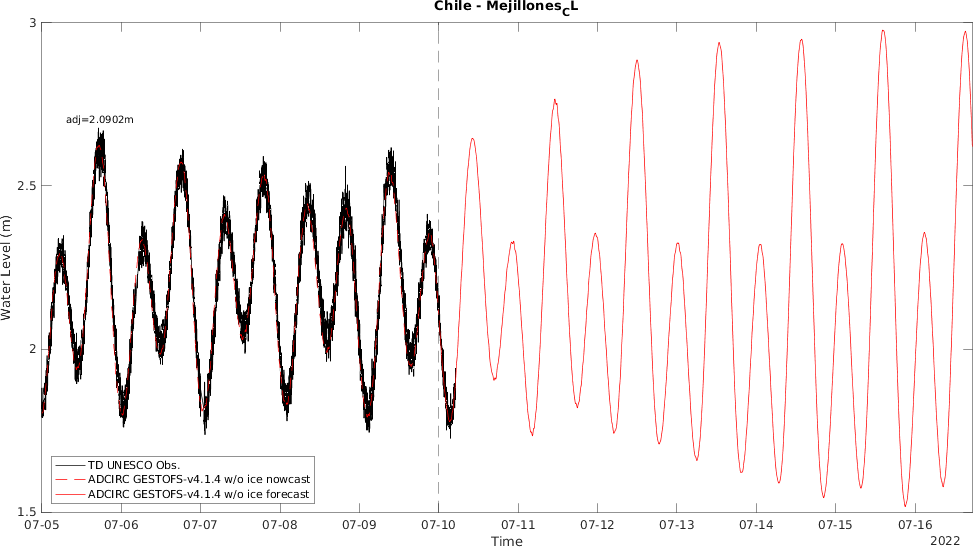 Chile - Mejillones_CL
3
adj=2.0902m
2.5
Water Level (m)
2
TD UNESCO Obs.
ADCIRC GESTOFS-v4.1.4 w/o ice nowcast
ADCIRC GESTOFS-v4.1.4 w/o ice forecast
1.5
07-05 07-06 07-07 07-08 07-09 07-10 07-11 07-12 07-13 07-14 07-15 07-16
Time
2022